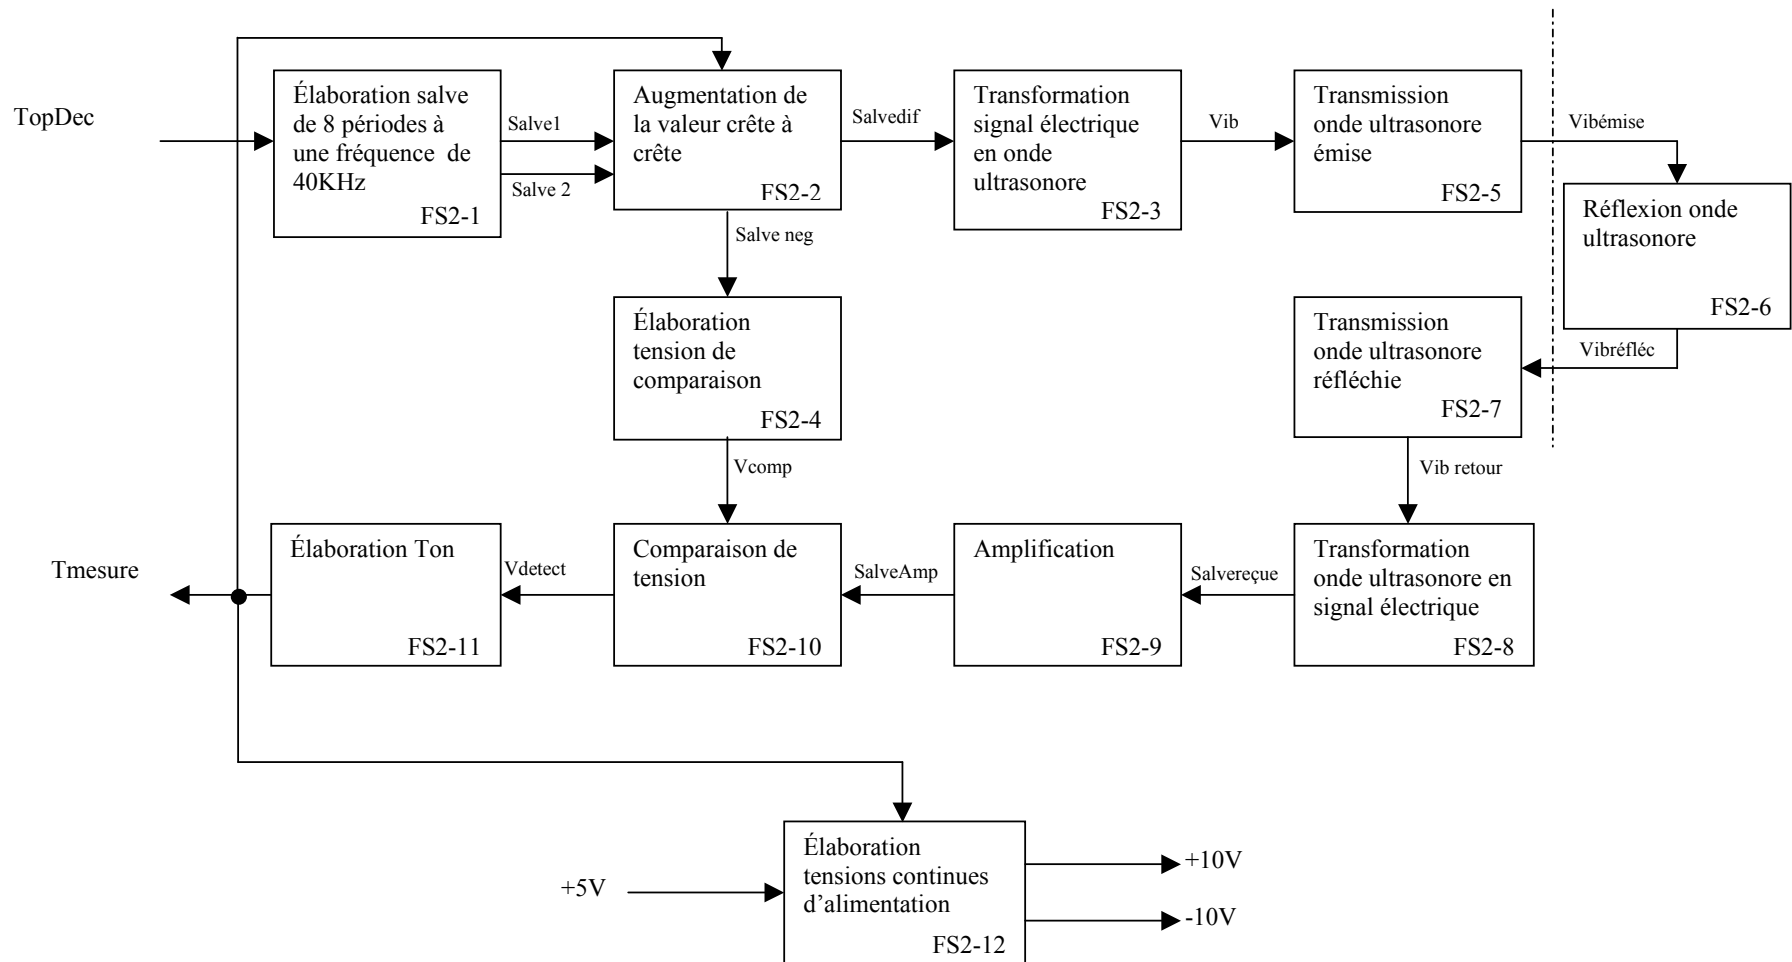 TopDec
Élaboration salve
de 8 périodes à
une fréquence de
40KHz
FS2-1
Salve1
Salve 2
Augmentation de
la valeur crête à
crête
FS2-2
Salvedif
Transformation
signal électrique
en onde
ultrasonore
FS2-3
Vib
Transmission
onde ultrasonore
émise
FS2-5
Vibémise
Réflexion onde
ultrasonore
FS2-6
Salve neg
Élaboration
tension de
comparaison
FS2-4
Transmission
onde ultrasonore
réfléchie
FS2-7
Vibréfléc
Vcomp
Vib retour
Tmesure
Élaboration Ton
FS2-11
Vdetect
Comparaison de
tension
FS2-10
SalveAmp
Amplification
FS2-9
Salvereçue
Transformation
onde ultrasonore en
signal électrique
FS2-8
+5V
Élaboration
tensions continues
d’alimentation
FS2-12
+10V
-10V